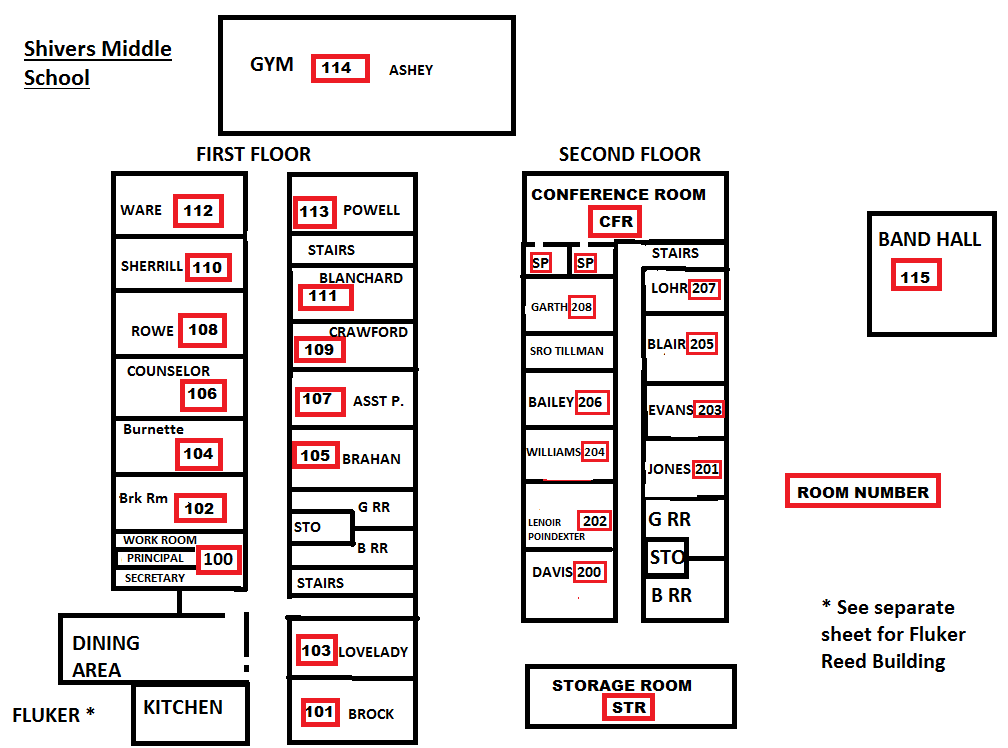 Shivers Middle
School
GYM 114 ASHEY
FIRST FLOOR
WARE 112
SHERRILL 110
ROWE 108
COUNSELOR
106
Burnette
104
Brk Rm 102
WORK ROOM
PRINCIPAL 100
SECRETARY
113 POWELL
STAIRS
BLANCHARD
111
CRAWFORD
109
107 ASST P.
105 BRAHAN
G RR
STO
B RR
STAIRS
103 LOVELADY
101 BROCK
DINING
AREA
KITCHEN
FLUKER *
SECOND FLOOR
CONFERENCE ROOM
CFR
SP SP
GARTH 208
SRO TILLMAN
BAILEY 206
WILLIAMS 204
LENOIR 202
POINDEXTER
DAVIS 200
STAIRS
LOHR 207
BLAIR 205
EVANS 203
JONES 201
G RR
STO
B RR
STORAGE ROOM
STR
BAND HALL
115
ROOM NUMBER
* See separate
sheet for Fluker
Reed Building